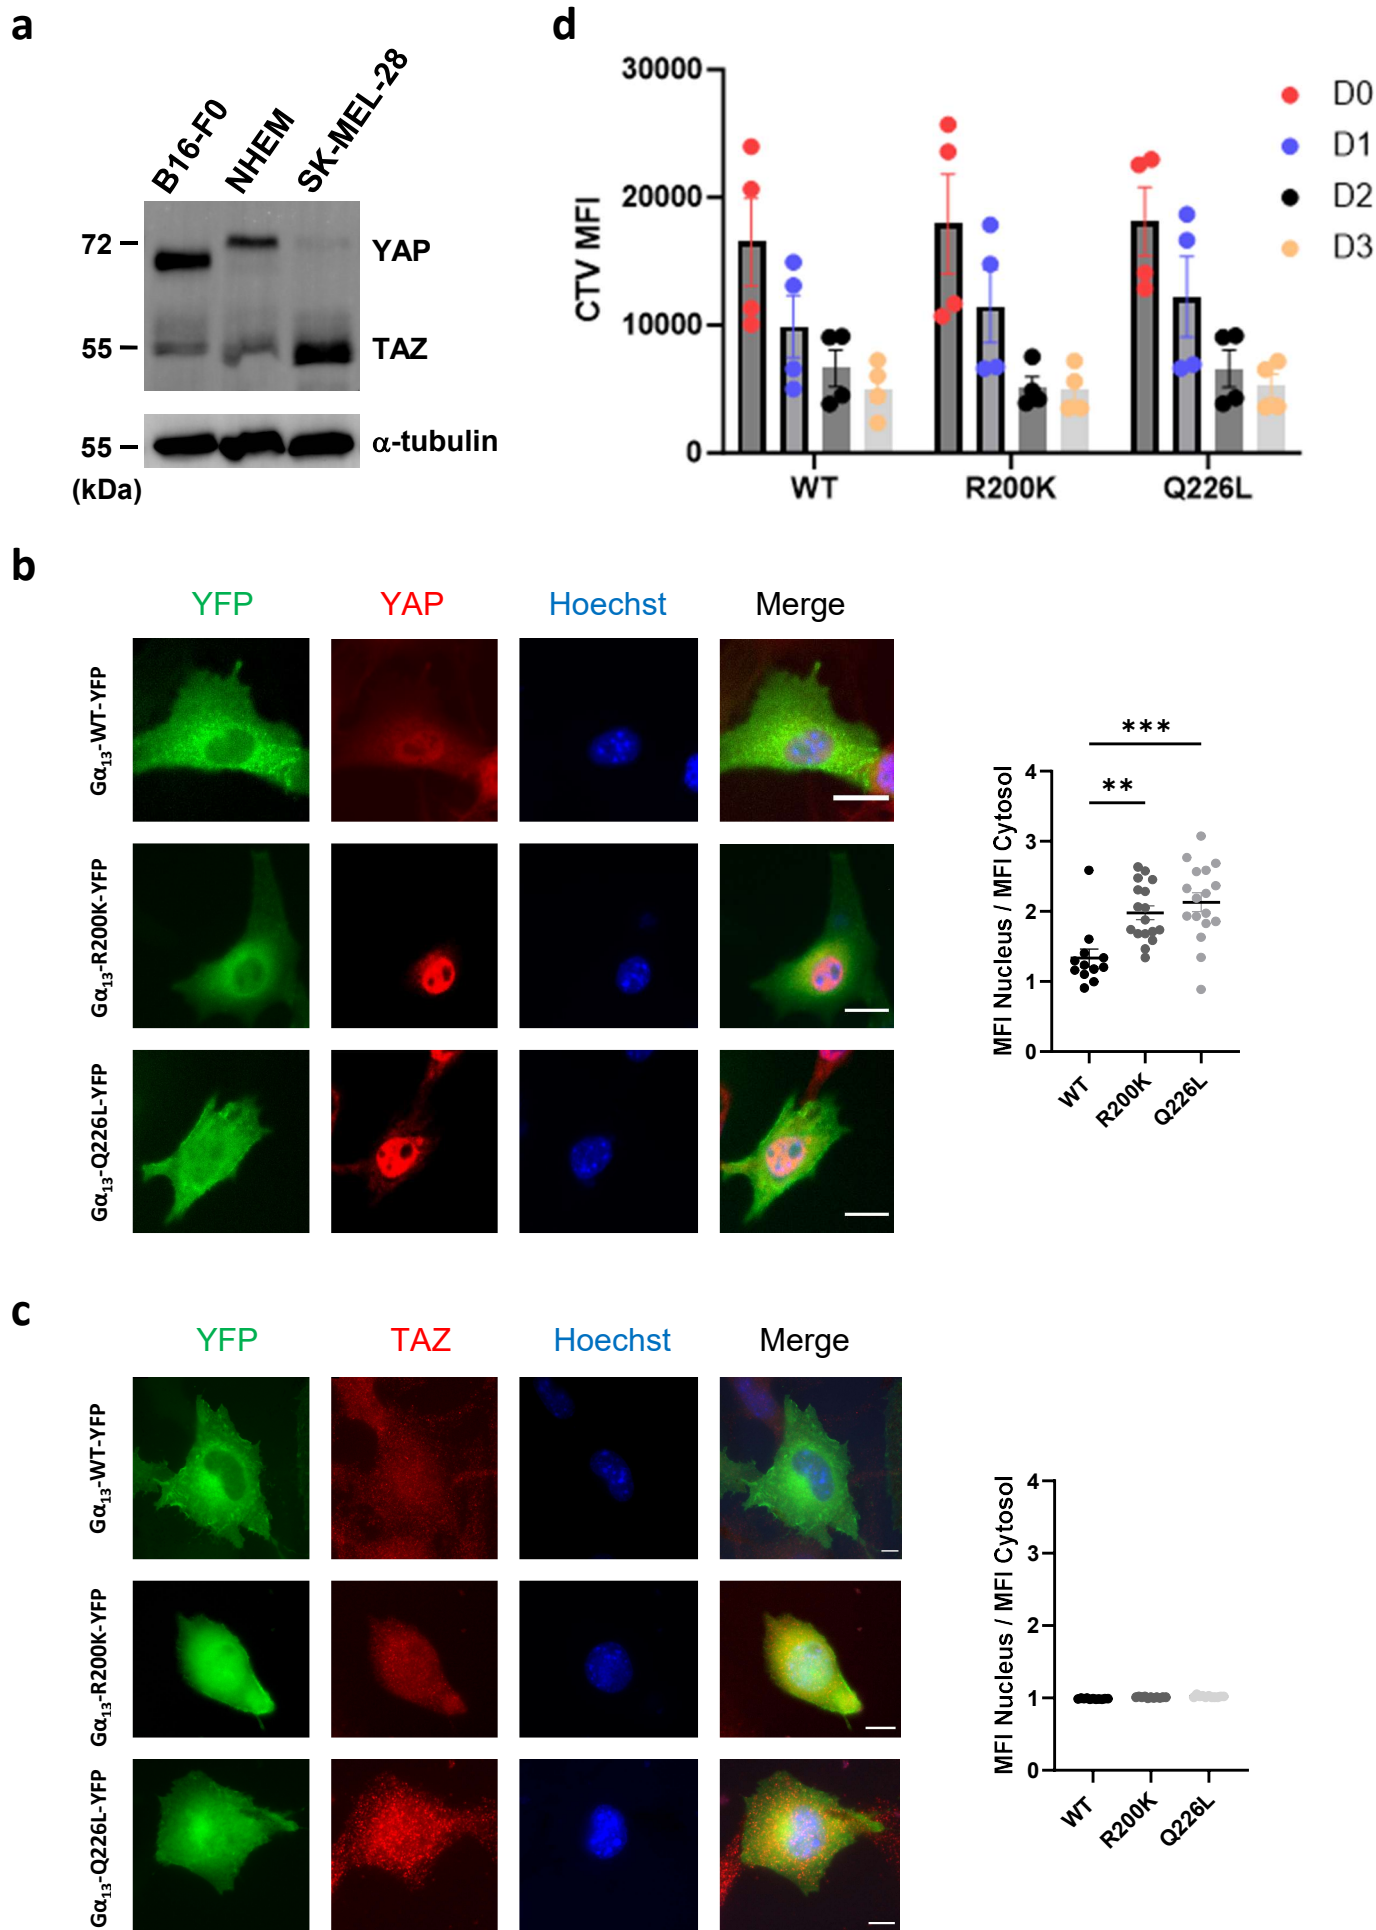 a
B16-F0
NHEM
SK-MEL-28
72
YAP
55
TAZ
55
α-tubulin
(kDa)
d
30000
20000
10000
0
CTV MFI
D0
D1
D2
D3
WT
R200K
Q226L
b
YFP
YAP
Hoechst
Merge
Gα13-WT-YFP
Gα13-R200K-YFP
Gα13-Q226L-YFP
***
**
4
3
2
1
0
MFI Nucleus / MFI Cytosol
WT
R200K
Q226L
c
YFP
TAZ
Hoechst
Merge
Gα13-WT-YFP
Gα13-R200K-YFP
Gα13-Q226L-YFP
4
3
2
1
0
MFI Nucleus / MFI Cytosol
WT
R200K
Q226L